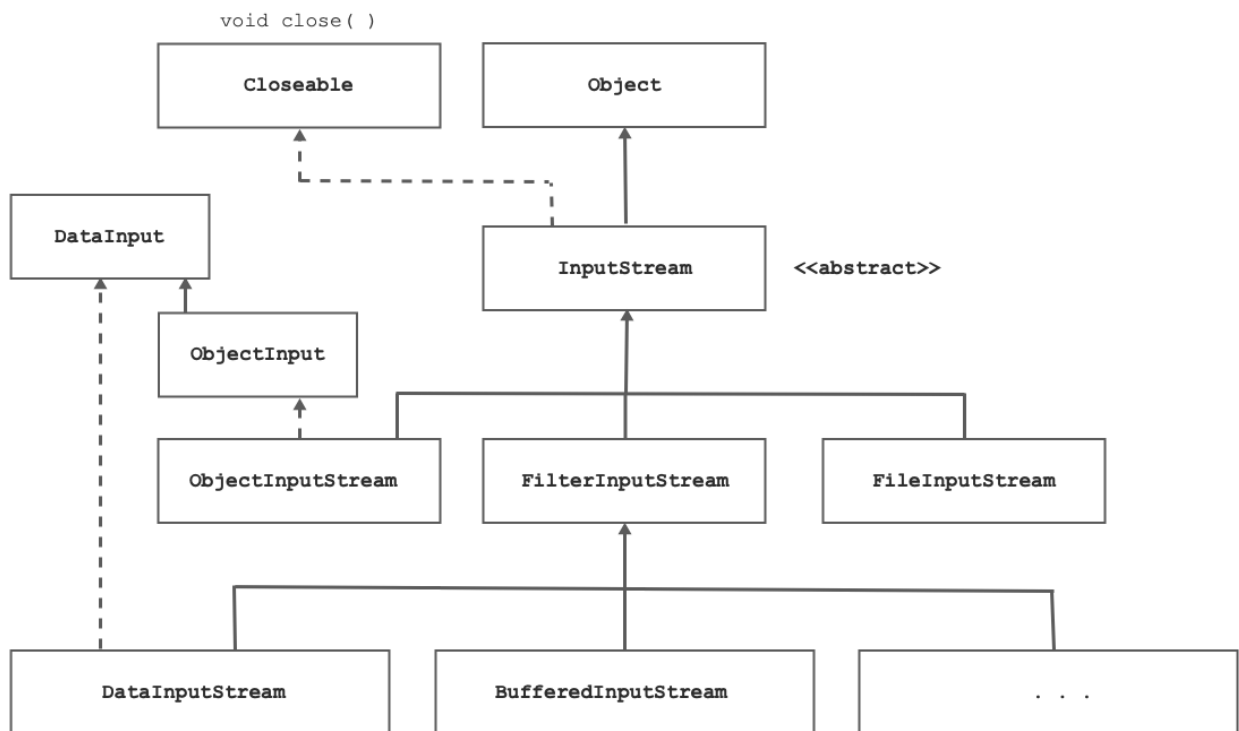 void close( )
Closeable
Object
DataInput
InputStream
<<abstract>>
ObjectInput
ObjectInputStream
FilterInputStream
FileInputStream
DataInputStream
BufferedInputStream
. . .